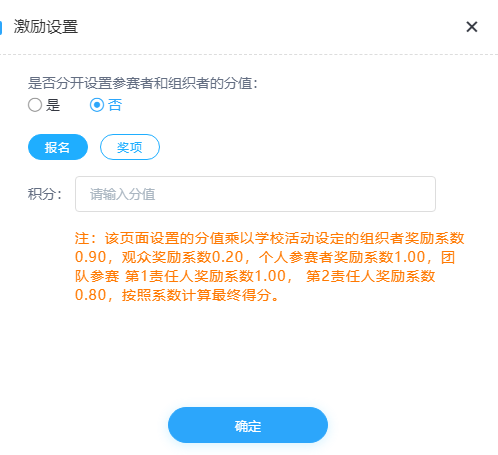 激励设置
是否分开设置参赛者和组织者的分值：
是 否
报名 奖项
积分： 请输入分值
注：该页面设置的分值乘以学校活动设定的组织者奖励系数
0.90，观众奖励系数0.20，个人参赛者奖励系数1.00，团
队参赛 第1责任人奖励系数1.00， 第2责任人奖励系数
0.80，按照系数计算最终得分。
确定